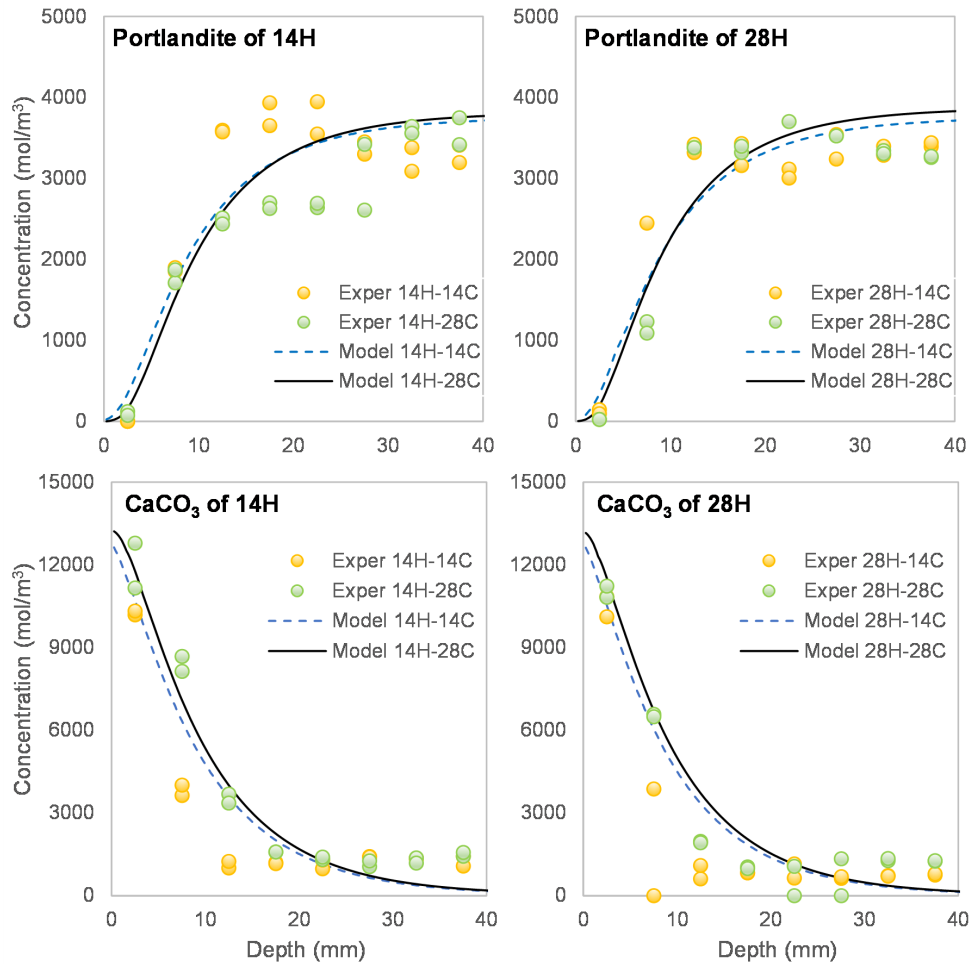 Portlandite of 14H
Concentration (mol/m³)
5000
4000
3000
2000
1000
0
0 10 20 30 40
Exper 14H-14C
Exper 14H-28C
Model 14H-14C
Model 14H-28C
Portlandite of 28H
5000
4000
3000
2000
1000
0
0 10 20 30 40
Exper 28H-14C
Exper 28H-28C
Model 28H-14C
Model 28H-28C
CaCO₃ of 14H
Concentration (mol/m³)
15000
12000
9000
6000
3000
0
0 10 20 30 40
Depth (mm)
Exper 14H-14C
Exper 14H-28C
Model 14H-14C
Model 14H-28C
CaCO₃ of 28H
15000
12000
9000
6000
3000
0
0 10 20 30 40
Depth (mm)
Exper 28H-14C
Exper 28H-28C
Model 28H-14C
Model 28H-28C